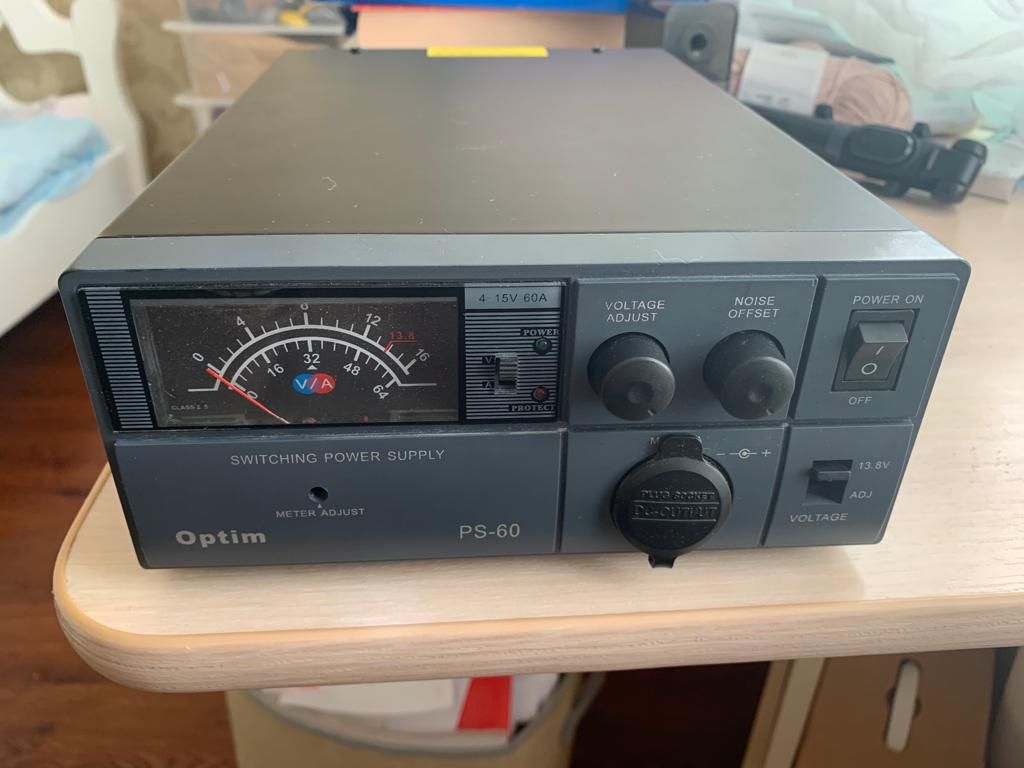 4 15V 60A
0 4 8 12 13.8 16
0 16 32 48 64
V/A
CLASS 2.5
POWER
V
A
PROTECT
VOLTAGE
ADJUST
NOISE
OFFSET
POWER ON
I
O
OFF
SWITCHING POWER SUPPLY
METER ADJUST
Optim
PS-60
- +
PLUG SOCKET
DC-OUTPUT
13.8V
ADJ
VOLTAGE